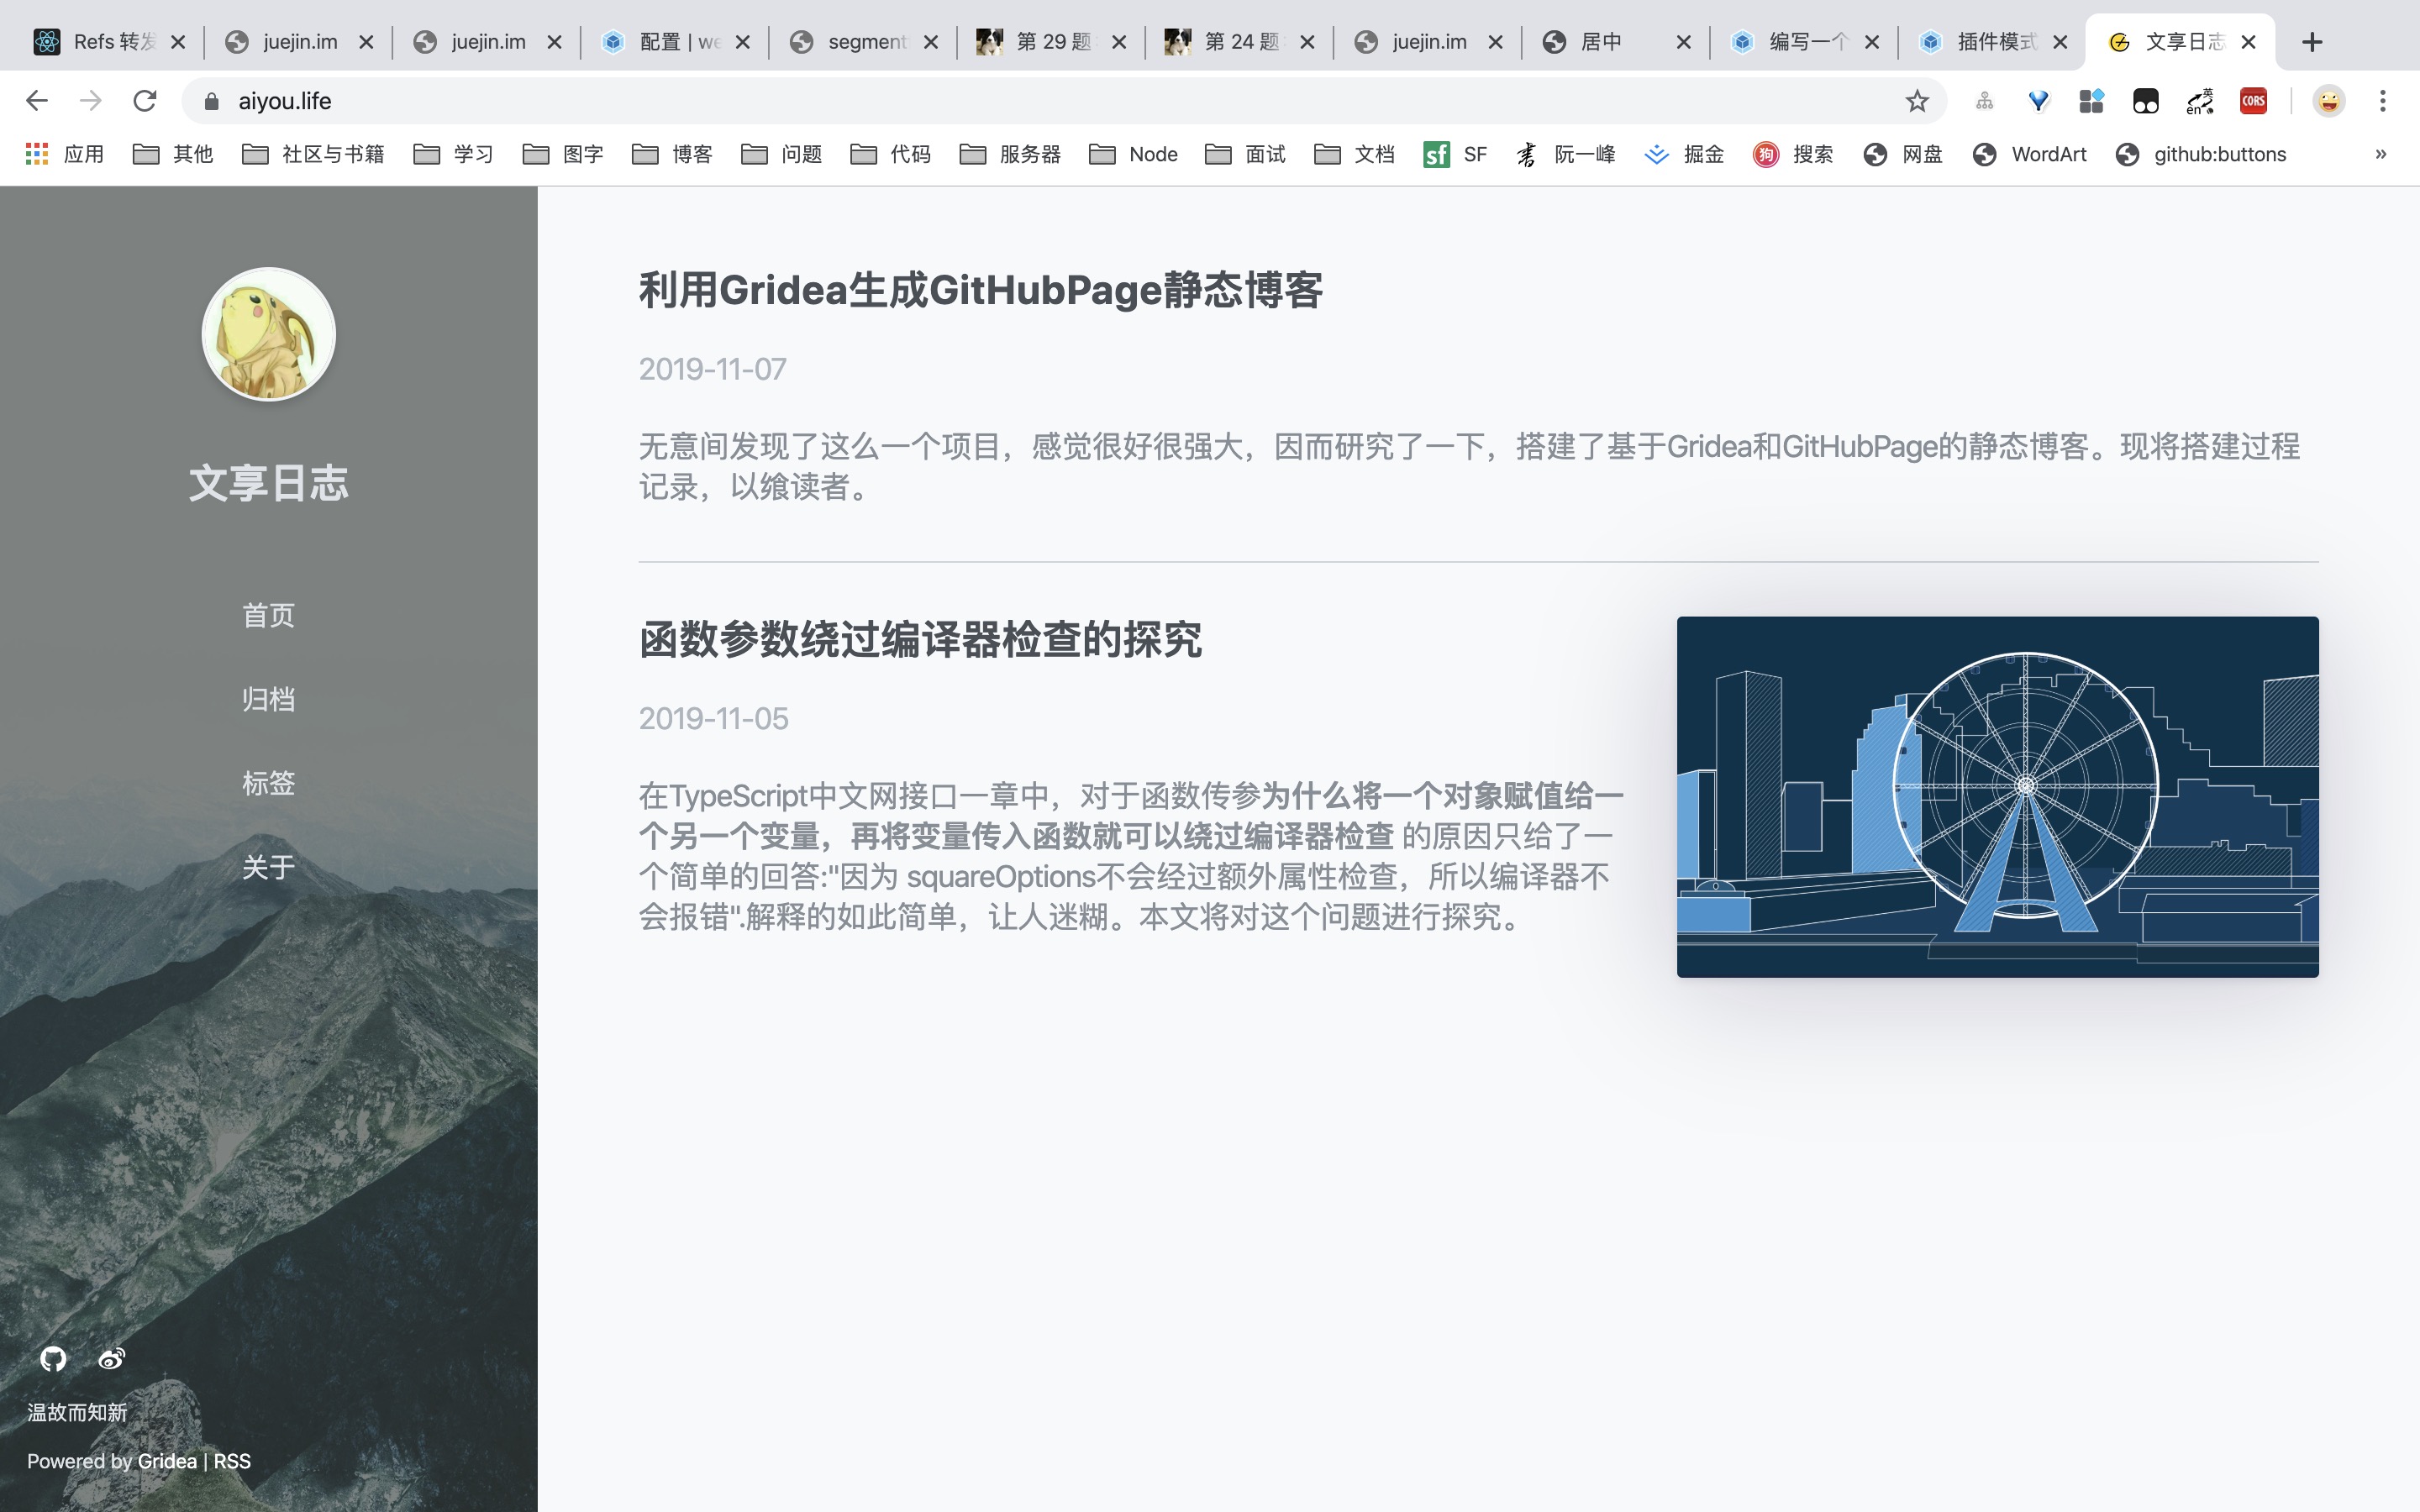 Refs 转发
juejin.im
juejin.im
配置 | we
segment
第 29 题
第 24 题
juejin.im
居中
编写一个
插件模式
文享日志
aiyou.life
英
en
CORS
应用
其他
社区与书籍
学习
图字
博客
问题
代码
服务器
Node
面试
文档
sf SF
阮一峰
掘金
狗 搜索
网盘
WordArt
github:buttons
»
文享日志
首页
归档
标签
关于
温故而知新
Powered by Gridea | RSS
利用Gridea生成GitHubPage静态博客
2019-11-07
无意间发现了这么一个项目，感觉很好很强大，因而研究了一下，搭建了基于Gridea和GitHubPage的静态博客。现将搭建过程
记录，以飨读者。
函数参数绕过编译器检查的探究
2019-11-05
在TypeScript中文网接口一章中，对于函数传参为什么将一个对象赋值给一
个另一个变量，再将变量传入函数就可以绕过编译器检查 的原因只给了一
个简单的回答:"因为 squareOptions不会经过额外属性检查，所以编译器不
会报错".解释的如此简单，让人迷糊。本文将对这个问题进行探究。